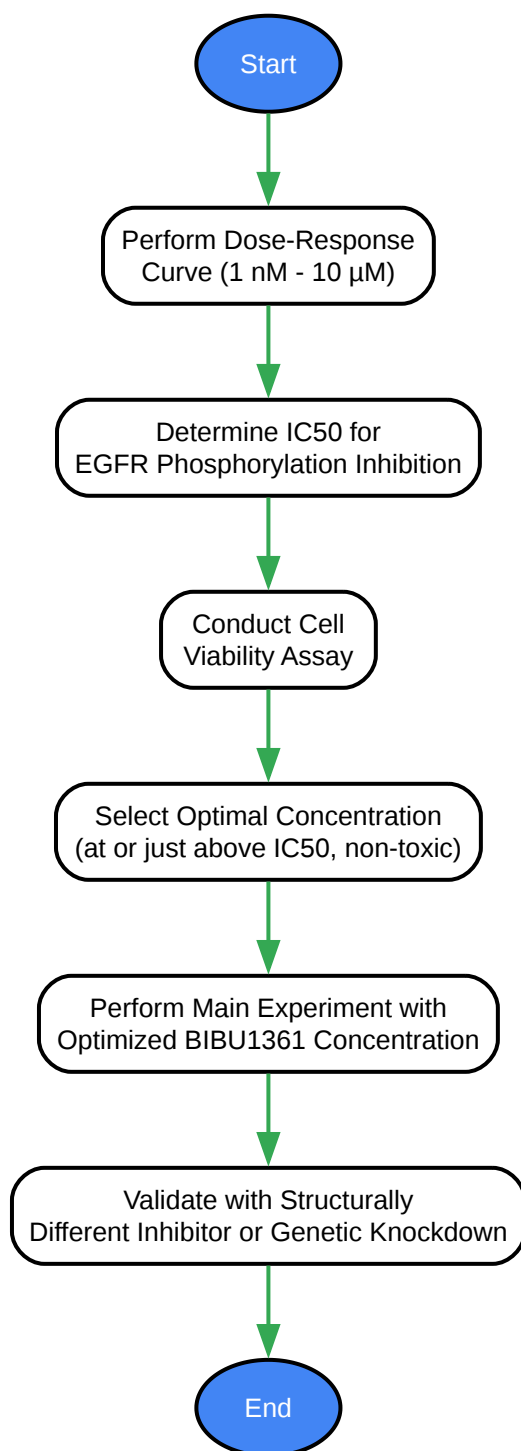 Start
Perform Dose-Response
Curve (1 nM - 10 µM)
Determine IC50 for
EGFR Phosphorylation Inhibition
Conduct Cell
Viability Assay
Select Optimal Concentration
(at or just above IC50, non-toxic)
Perform Main Experiment with
Optimized BIBU1361 Concentration
Validate with Structurally
Different Inhibitor or Genetic Knockdown
End